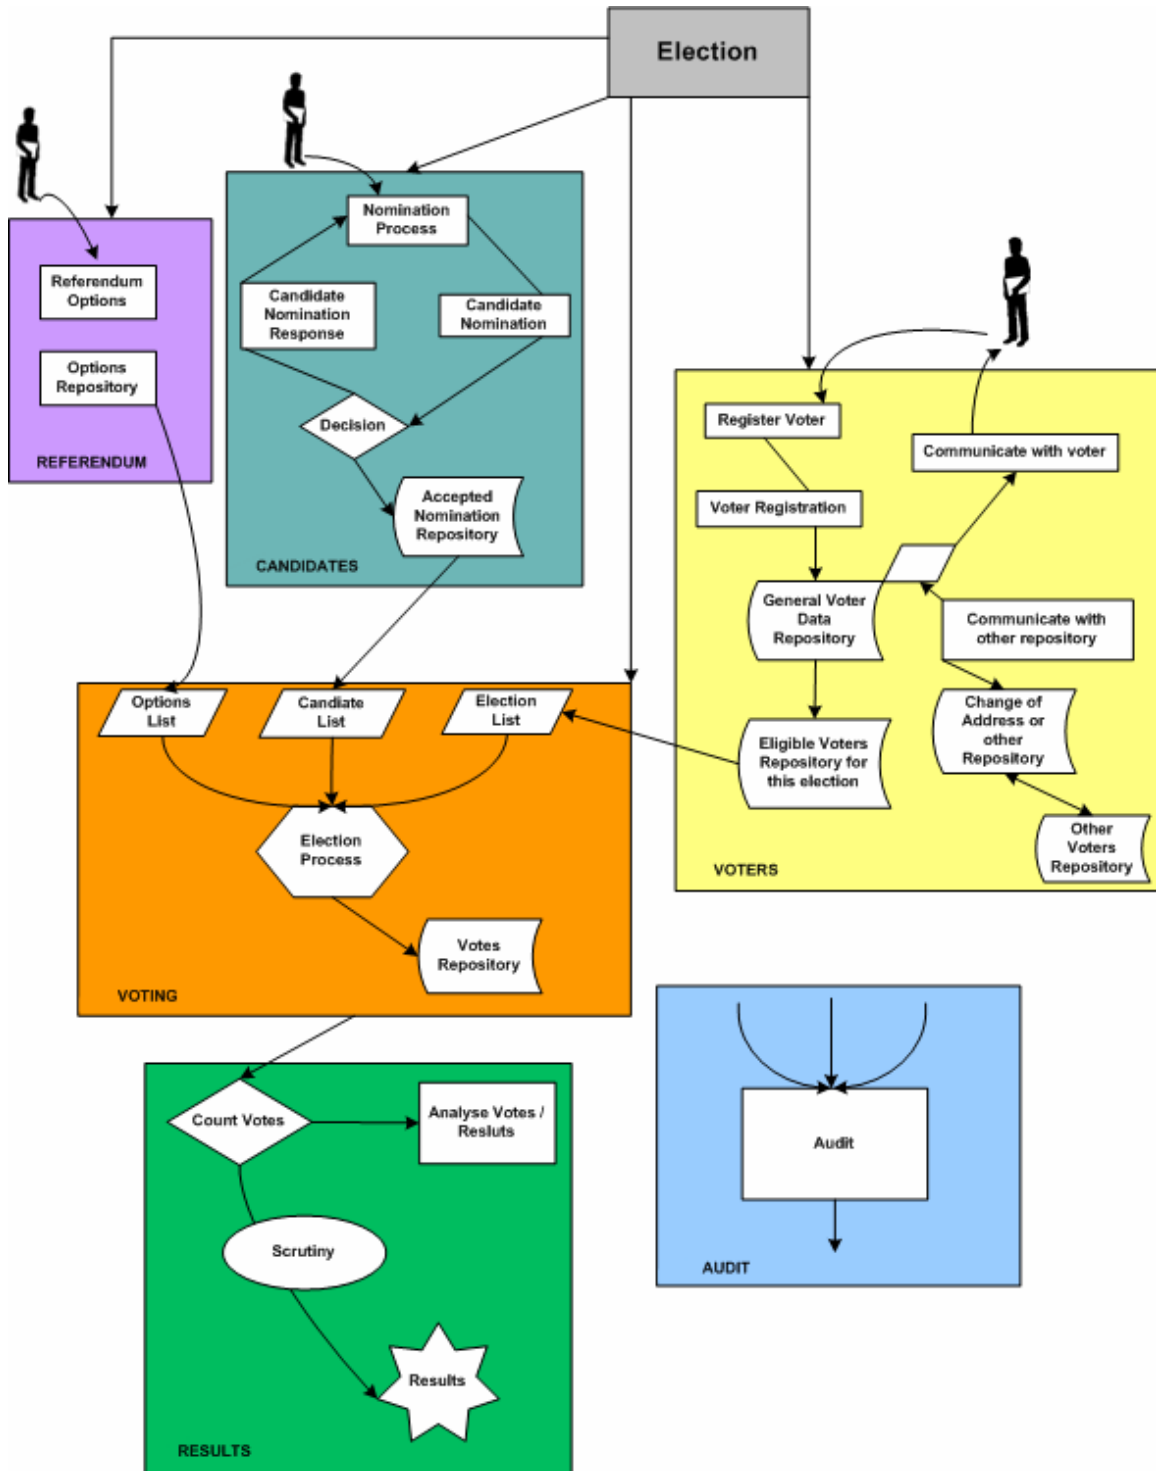 Election
Referendum
Options
Options
Repository
REFERENDUM
Nomination
Process
Candidate
Nomination
Response
Candidate
Nomination
Decision
Accepted
Nomination
Repository
CANDIDATES
Register Voter
Communicate with voter
Voter Registration
General Voter
Data
Repository
Communicate with
other repository
Change of
Address or
other
Repository
Eligible Voters
Repository for
this election
Other
Voters
Repository
VOTERS
Options
List
Candiate
List
Election
List
Election
Process
Votes
Repository
VOTING
Count Votes
Analyse Votes /
Resluts
Scrutiny
Results
RESULTS
Audit
AUDIT